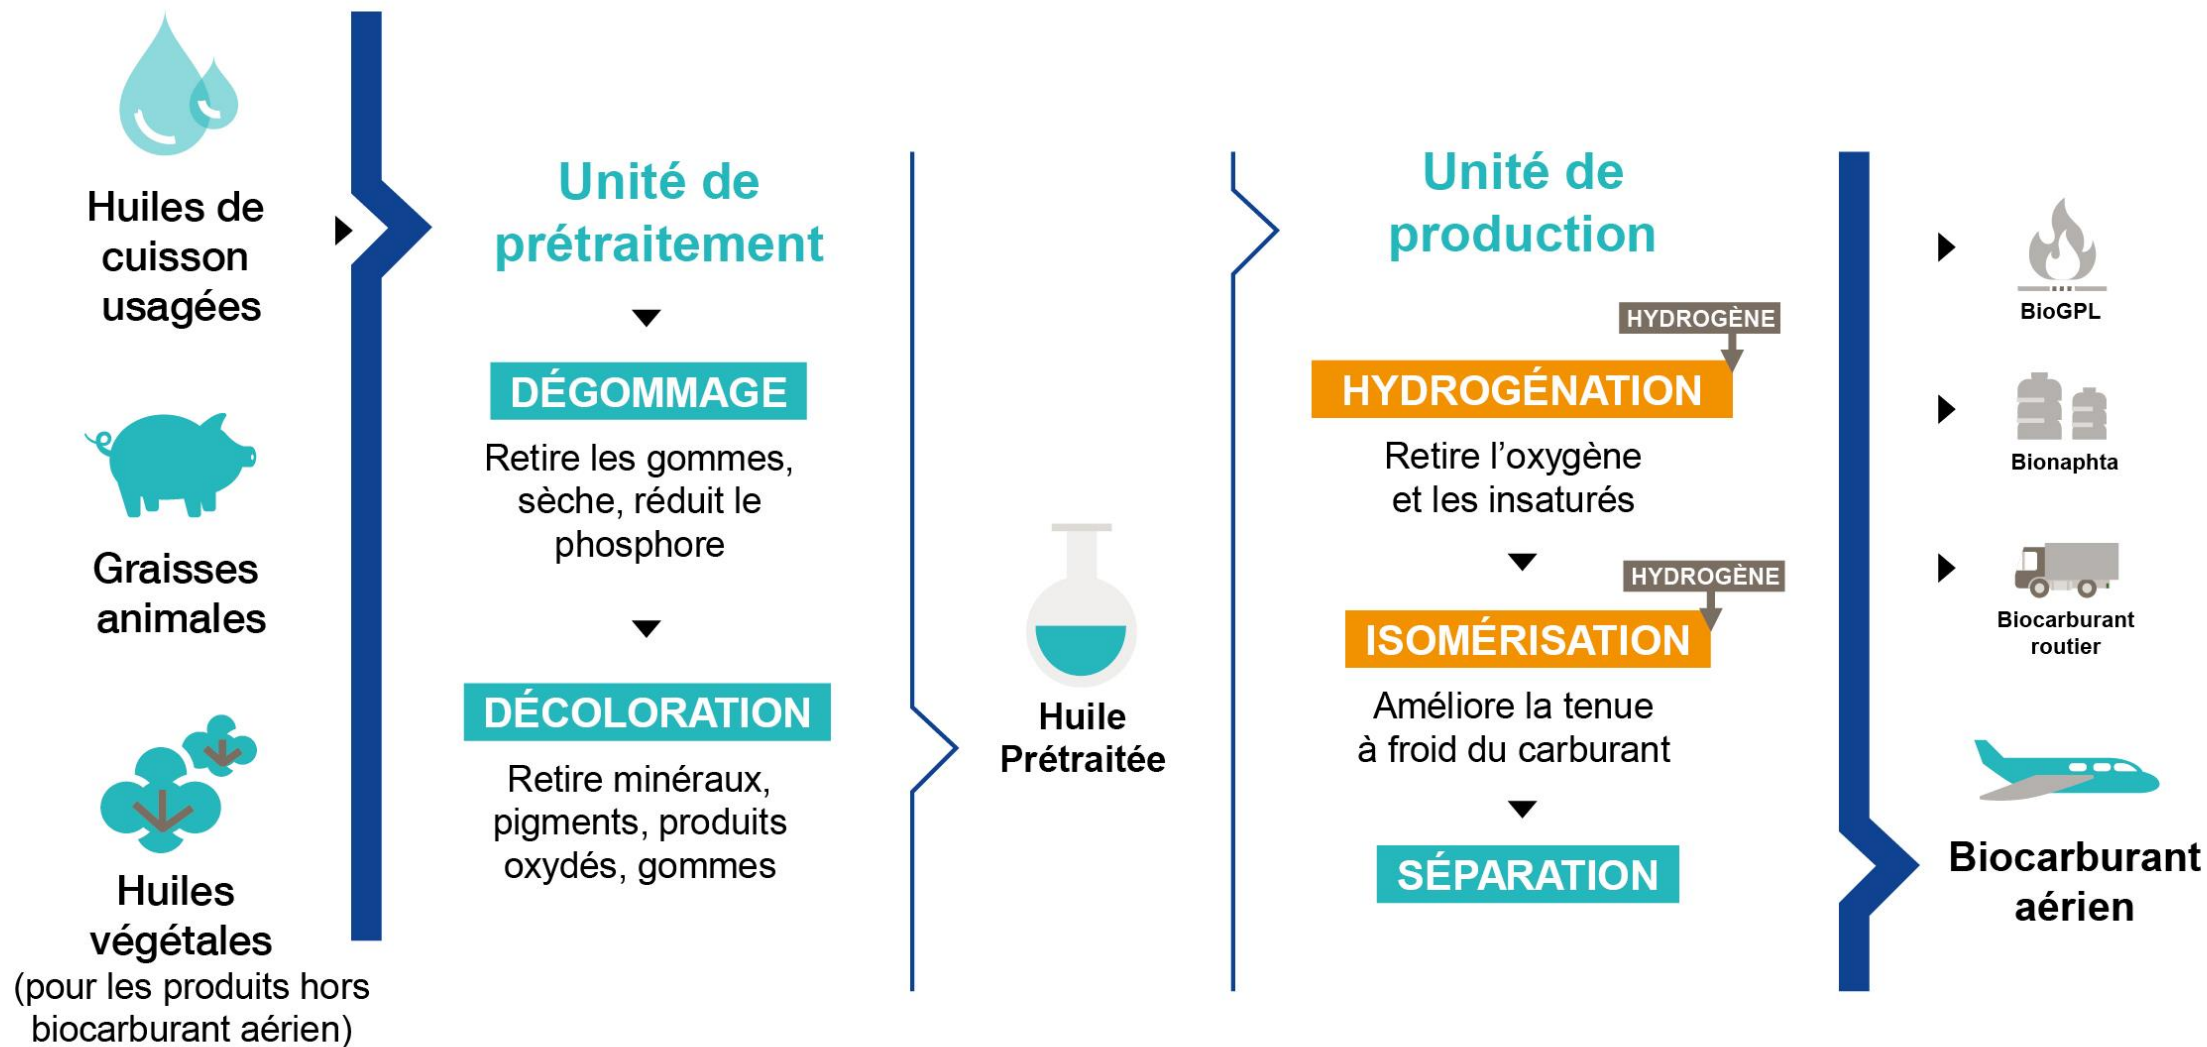 Huiles de
cuisson
usagées
Graisses
animales
Huiles
végétales
(pour les produits hors
biocarburant aérien)
Unité de
prétraitement
DÉGOMMAGE
Retire les gommes,
sèche, réduit le
phosphore
DÉCOLORATION
Retire minéraux,
pigments, produits
oxydés, gommes
Huile
Prétraitée
Unité de
production
HYDROGÈNE
HYDROGÉNATION
Retire l’oxygène
et les insaturés
HYDROGÈNE
ISOMÉRISATION
Améliore la tenue
à froid du carburant
SÉPARATION
BioGPL
Bionaphta
Biocarburant
routier
Biocarburant
aérien